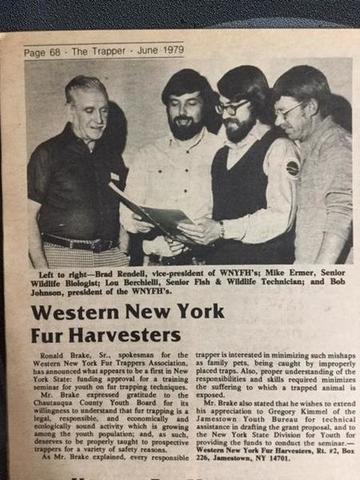 Page 68 - The Trapper - June 1979
Left to right—Brad Rendell, vice-president of WNYFH's; Mike Ermer, Senior
Wildlife Biologist; Lou Berchielli, Senior Fish & Wildlife Technician; and Bob
Johnson, president of the WNYFH's.
Western New York
Fur Harvesters
Ronald Brake, Sr., spokesman for the
Western New York Fur Trappers Association,
has announced what appears to be a first in New
York State: funding approval for a training
seminar for youth on fur trapping techniques.
Mr. Brake expressed gratitude to the
Chautauqua County Youth Board for its
willingness to understand that fur trapping is a
legal, responsible, and economically and
ecologically sound activity which is growing
among the youth population; and, as such,
deserves to be properly taught to prospective
trappers for a variety of safety reasons.
As Mr. Brake explained, every responsible
trapper is interested in minimizing such mishaps
as family pets, being caught by improperly
placed traps. Also, proper understanding of the
responsibilities and skills required minimizes
the suffering to which a trapped animal is
exposed.
Mr. Brake also stated that he wishes to extend
his appreciation to Gregory Kimmel of the
Jamestown Youth Bureau for technical
assistance in drafting the grant proposal, and to
the New York State Division for Youth for
providing the funds to conduct the seminar.—
Western New York Fur Harvesters, Rt. #2, Box
226, Jamestown, NY 14701.